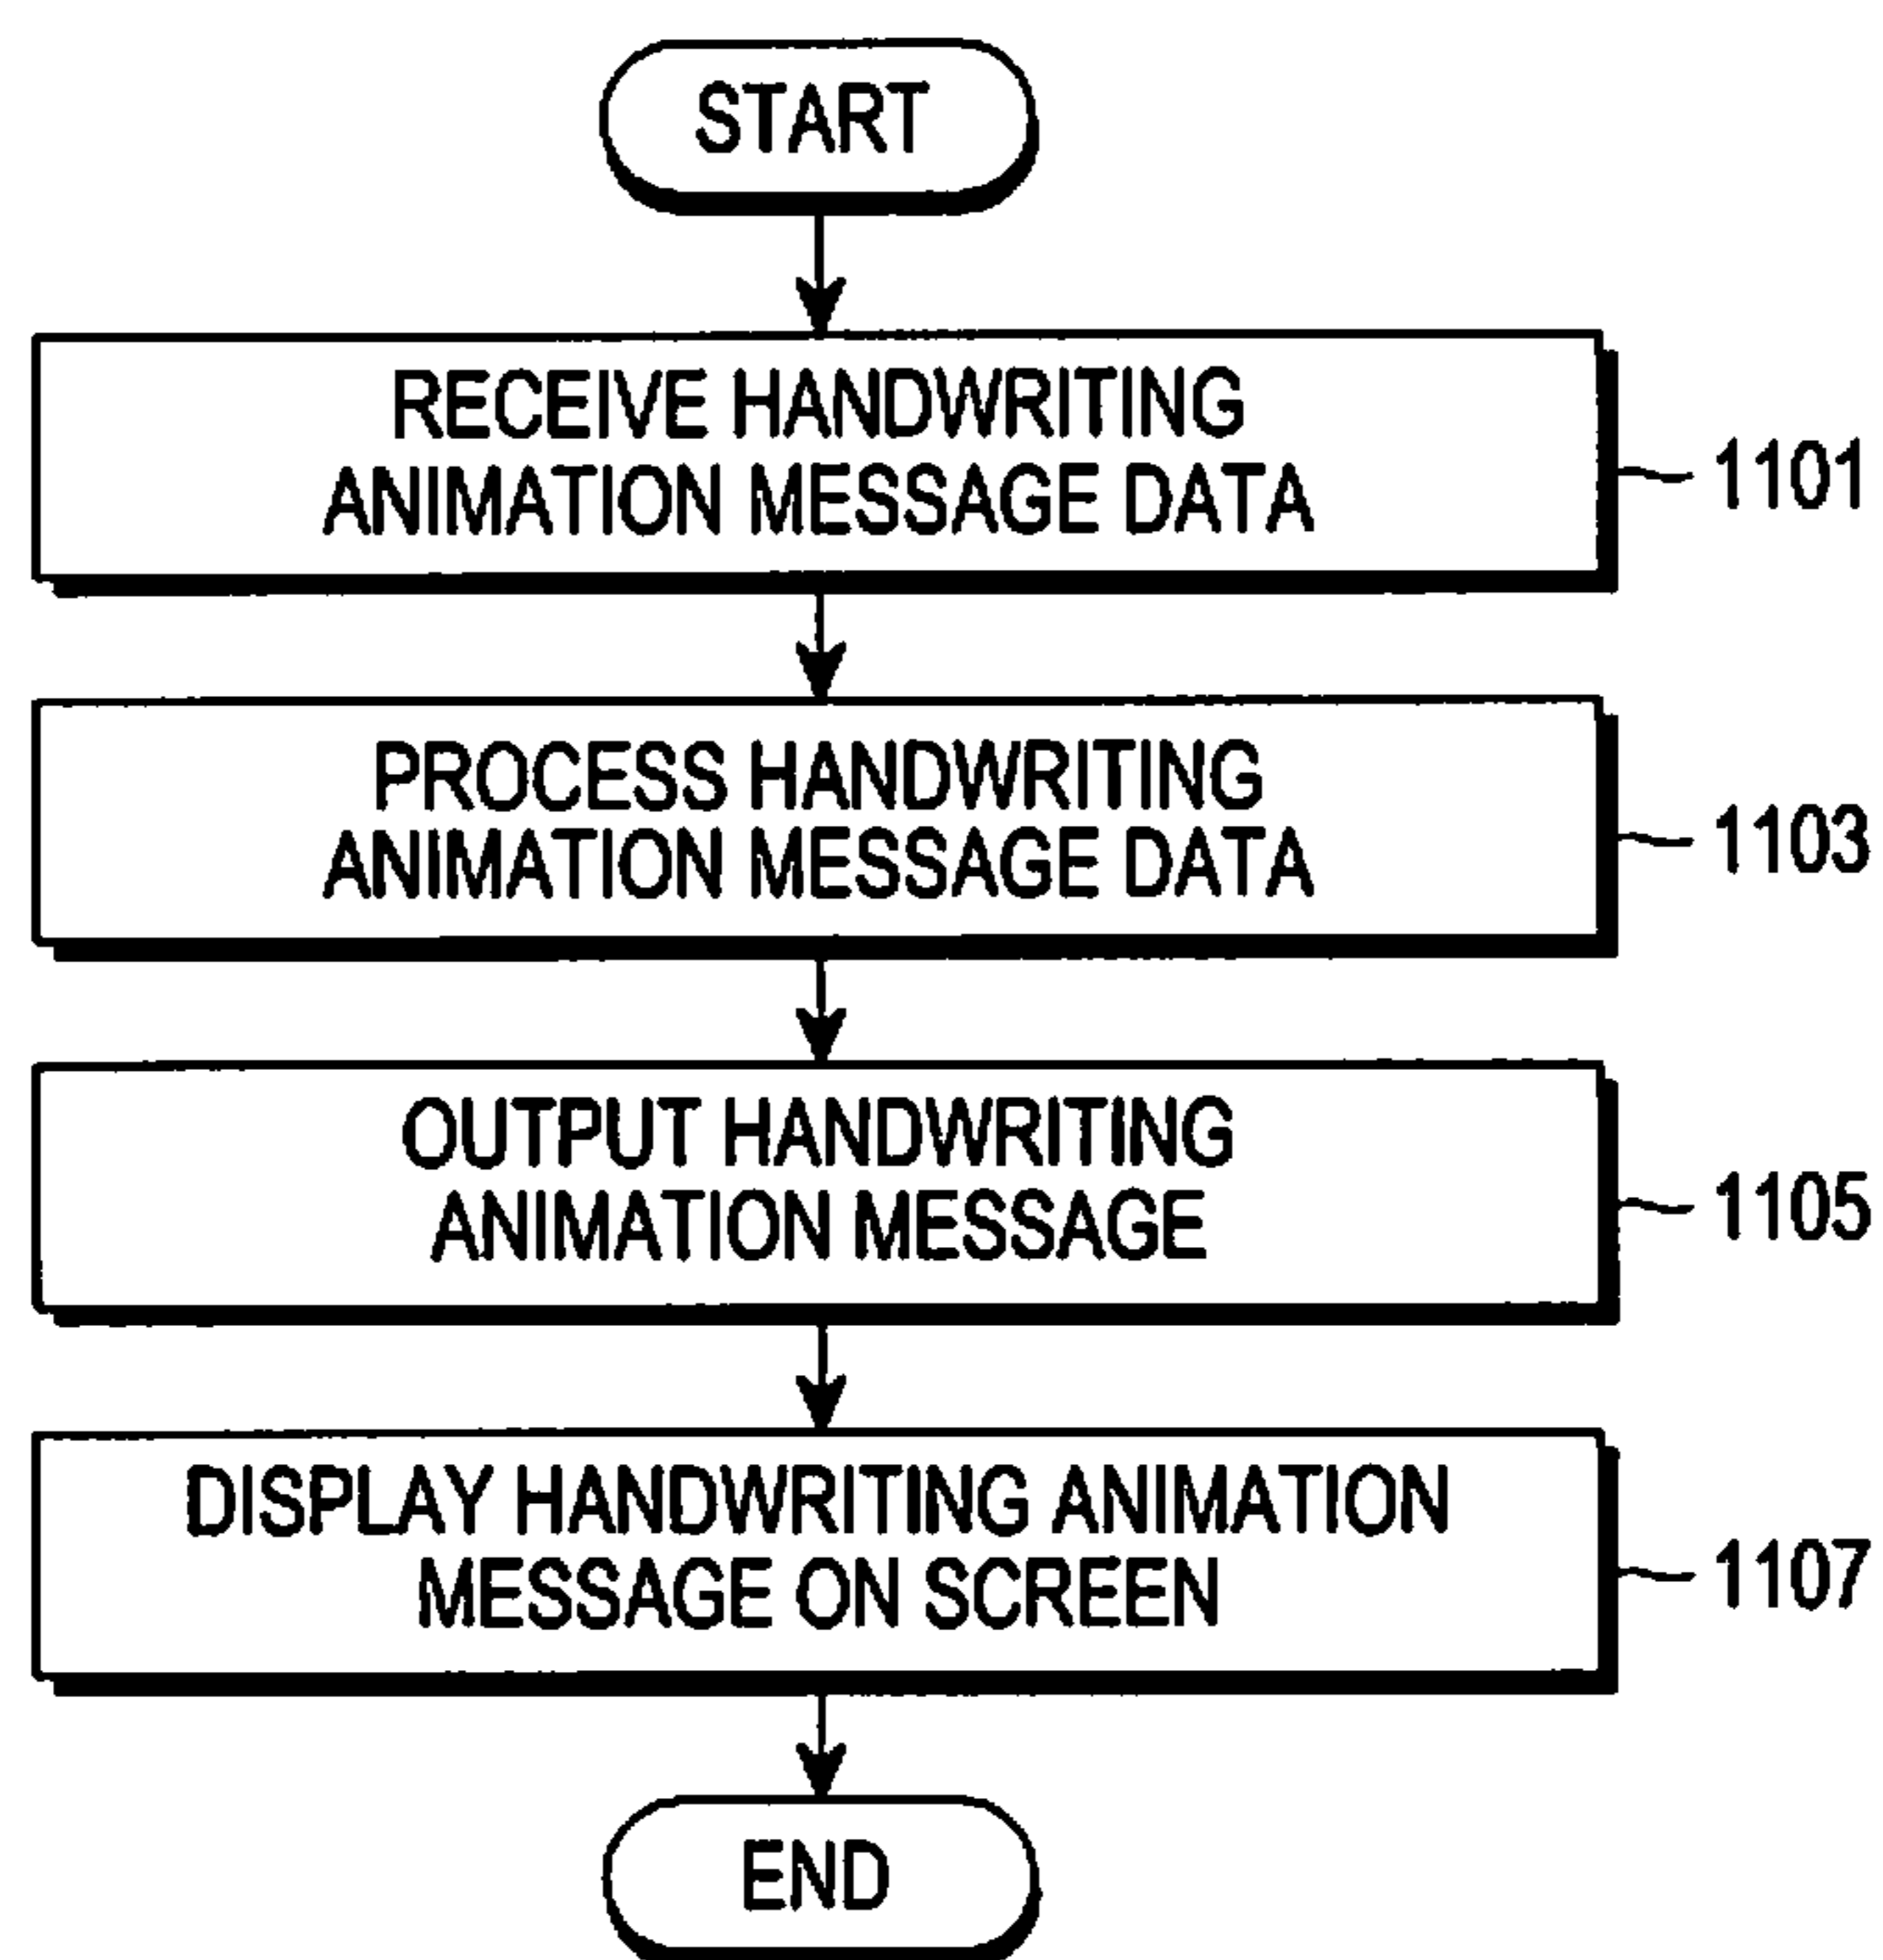 START
RECEIVE HANDWRITING
ANIMATION MESSAGE DATA
1101
PROCESS HANDWRITING
ANIMATION MESSAGE DATA
1103
OUTPUT HANDWRITING
ANIMATION MESSAGE
1105
DISPLAY HANDWRITING ANIMATION
MESSAGE ON SCREEN
1107
END